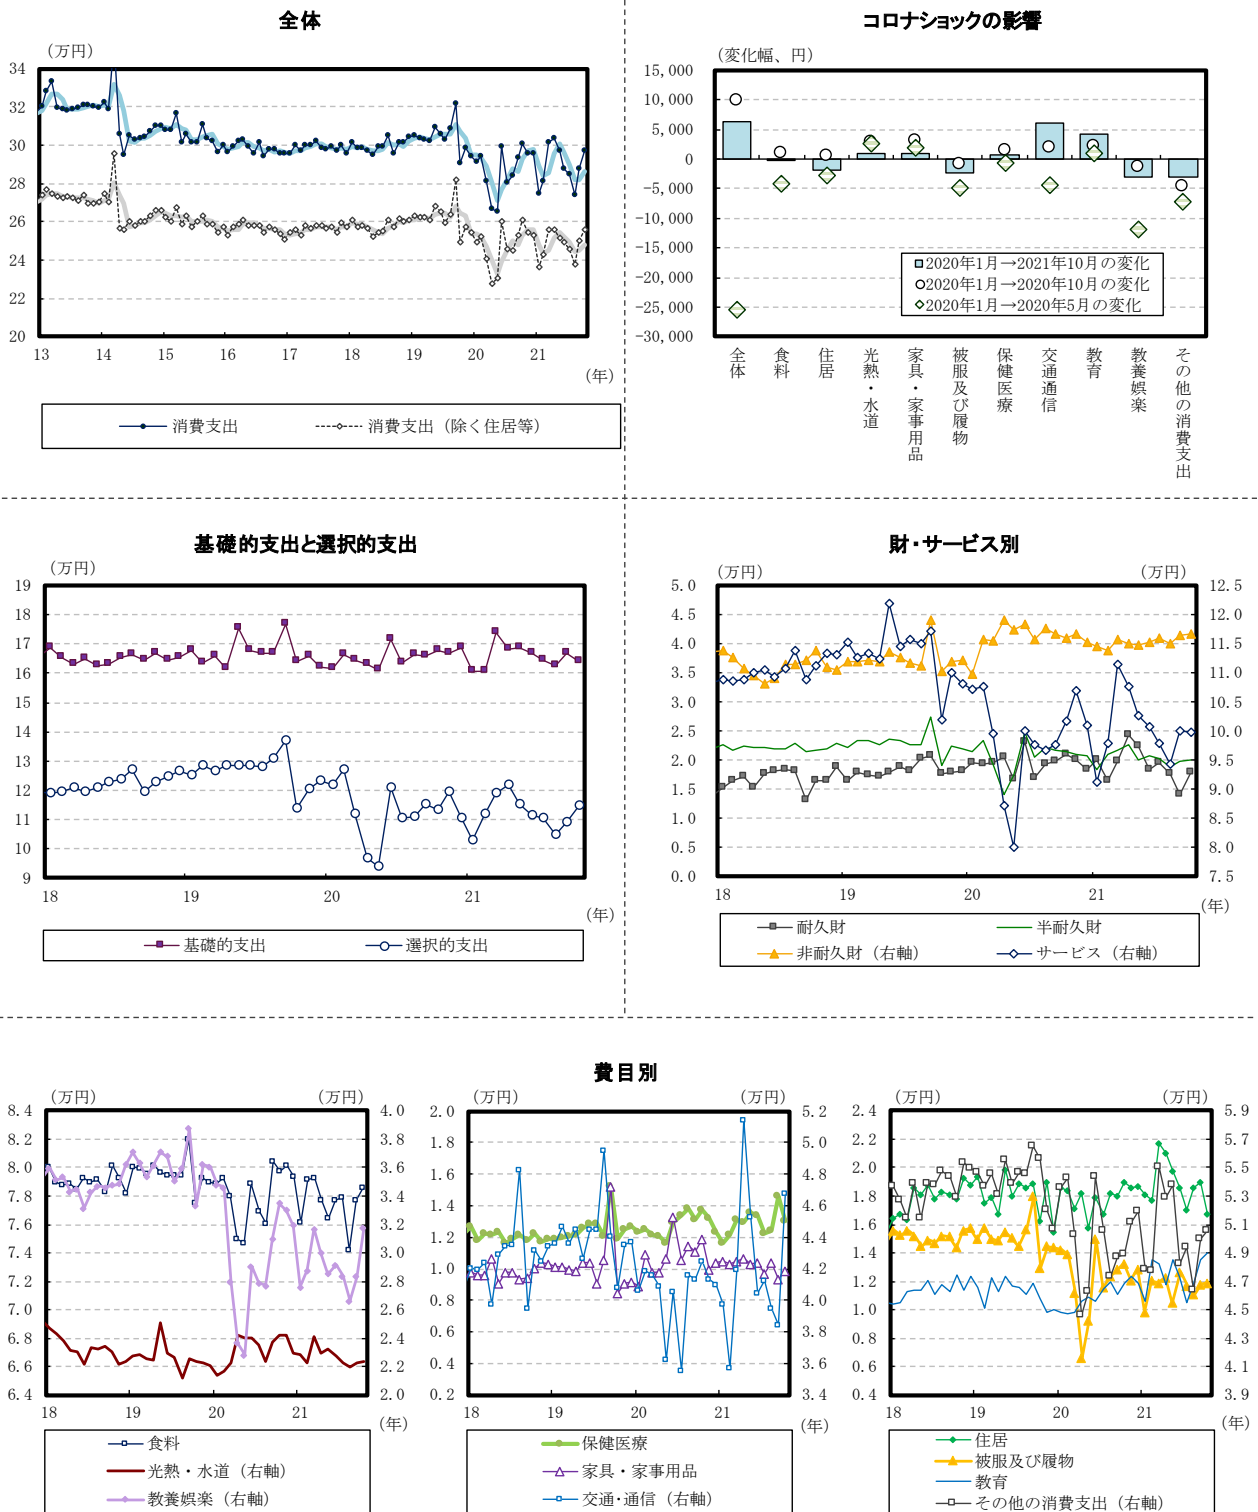 全体
(万円)
34
32
30
28
26
24
22
20
13 14 15 16 17 18 19 20 21
(年)
消費支出
消費支出（除く住居等）
コロナショックの影響
(変化幅、円)
15,000
10,000
5,000
0
-5,000
-10,000
-15,000
-20,000
-25,000
-30,000
2020年1月→2021年10月の変化
2020年1月→2020年10月の変化
2020年1月→2020年5月の変化
全体
食料
住居
光熱・水道
家具・家事用品
被服及び履物
保健医療
交通通信
教育
教養娯楽
その他の消費支出
基礎的支出と選択的支出
(万円)
19
18
17
16
15
14
13
12
11
10
9
18 19 20 21
(年)
基礎的支出
選択的支出
財・サービス別
(万円) (万円)
5.0 12.5
4.5 12.0
4.0 11.5
3.5 11.0
3.0 10.5
2.5 10.0
2.0 9.5
1.5 9.0
1.0 8.5
0.5 8.0
0.0 7.5
18 19 20 21
(年)
耐久財
半耐久財
非耐久財（右軸）
サービス（右軸）
費目別
(万円) (万円)
8.4 4.0
8.2 3.8
8.0 3.6
7.8 3.4
7.6 3.2
7.4 3.0
7.2 2.8
7.0 2.6
6.8 2.4
6.6 2.2
6.4 2.0
18 19 20 21
(年)
食料
光熱・水道（右軸）
教養娯楽（右軸）
(万円) (万円)
2.0 5.2
1.8 5.0
1.6 4.8
1.4 4.6
1.2 4.4
1.0 4.2
0.8 4.0
0.6 3.8
0.4 3.6
0.2 3.4
18 19 20 21
(年)
保健医療
家具・家事用品
交通・通信（右軸）
(万円) (万円)
2.4 5.9
2.2 5.7
2.0 5.5
1.8 5.3
1.6 5.1
1.4 4.9
1.2 4.7
1.0 4.5
0.8 4.3
0.6 4.1
0.4 3.9
18 19 20 21
(年)
住居
被服及び履物
教育
その他の消費支出（右軸）